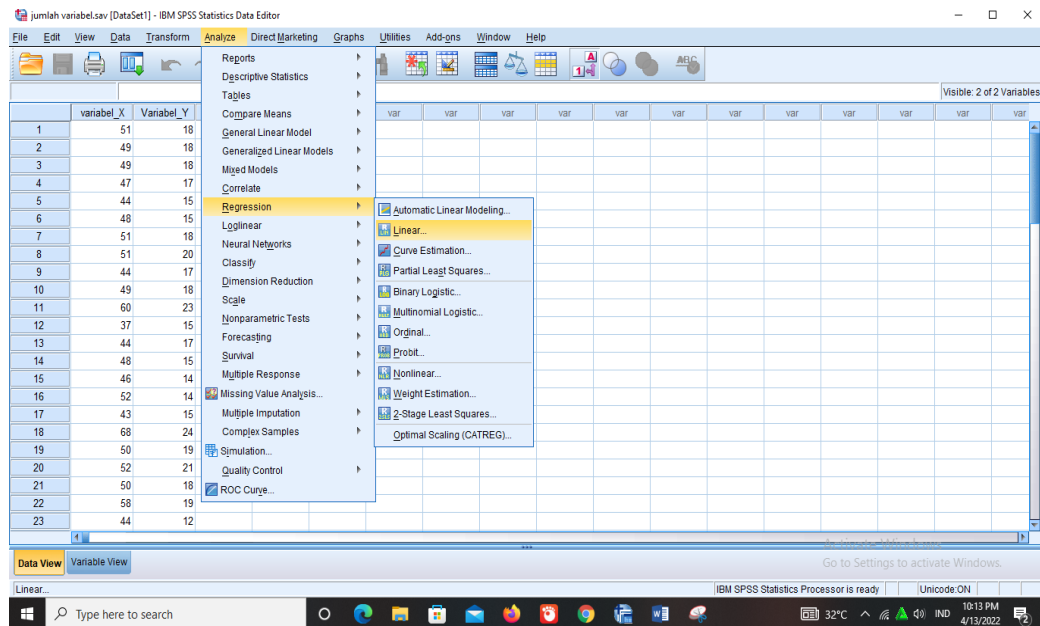 jumlah variabel.sav [DataSet1] - IBM SPSS Statistics Data Editor
File Edit View Data Transform Analyze Direct Marketing Graphs Utilities Add-ons Window Help
Visible: 2 of 2 Variables
variabel_X Variabel_Y var var var var var var var var var var var var
1 51 18
2 49 18
3 49 18
4 47 17
5 44 15
6 48 15
7 51 18
8 51 20
9 44 17
10 49 18
11 60 23
12 37 15
13 44 17
14 48 15
15 46 14
16 52 14
17 43 15
18 68 24
19 50 19
20 52 21
21 50 18
22 58 19
23 44 12
Reports
Descriptive Statistics
Tables
Compare Means
General Linear Model
Generalized Linear Models
Mixed Models
Correlate
Regression
Loglinear
Neural Networks
Classify
Dimension Reduction
Scale
Nonparametric Tests
Forecasting
Survival
Multiple Response
Missing Value Analysis...
Multiple Imputation
Complex Samples
Simulation...
Quality Control
ROC Curve...
Automatic Linear Modeling...
Linear...
Curve Estimation...
Partial Least Squares...
Binary Logistic...
Multinomial Logistic...
Ordinal...
Probit...
Nonlinear...
Weight Estimation...
2-Stage Least Squares...
Optimal Scaling (CATREG)...
Data View Variable View
Activate Windows
Go to Settings to activate Windows.
Linear... IBM SPSS Statistics Processor is ready Unicode:ON
Type here to search 32°C IND 10:13 PM
4/13/2022